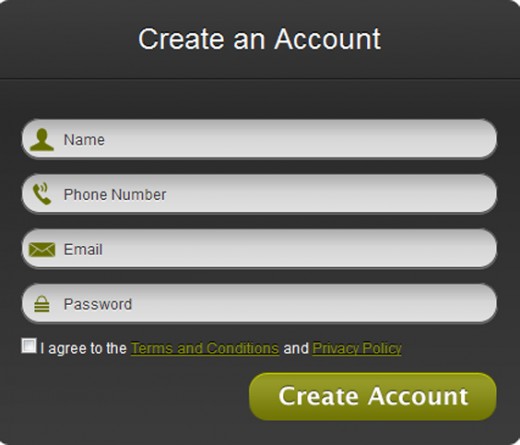 Create an Account
Name
Phone Number
Email
Password
I agree to the Terms and Conditions and Privacy Policy
Create Account